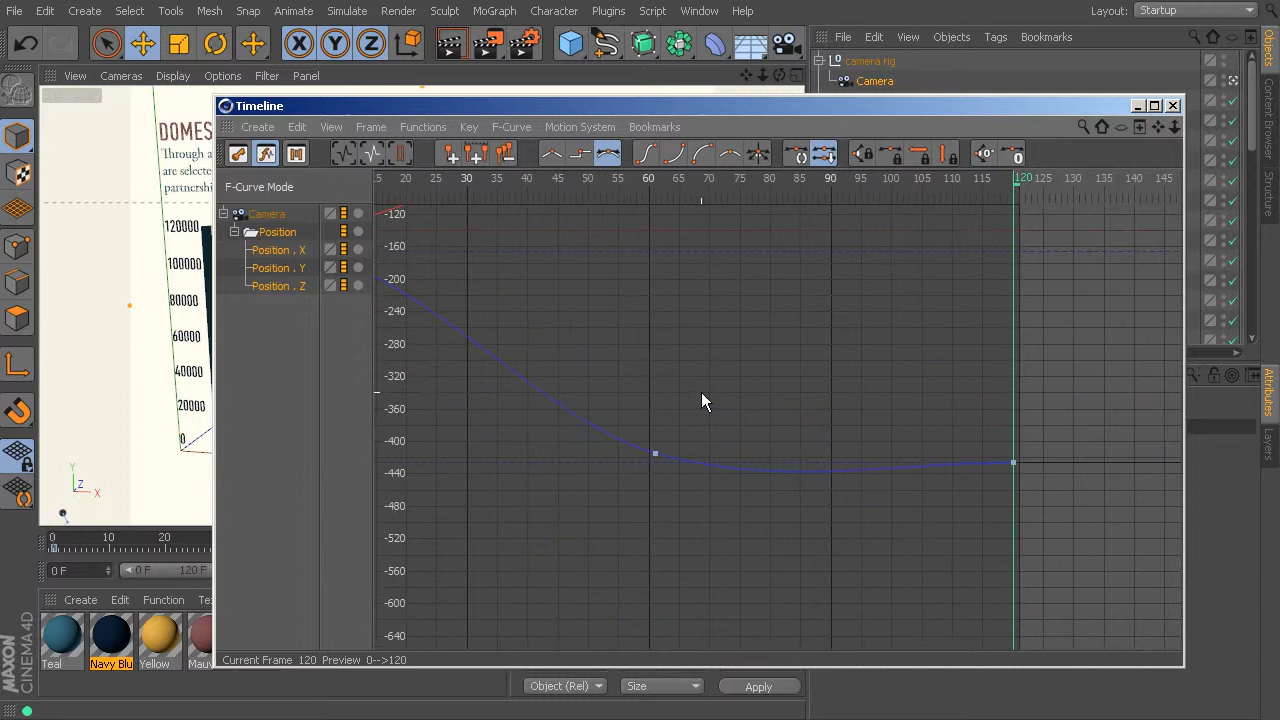 File Edit Create Select Tools Mesh Snap Animate Simulate Render Sculpt MoGraph Character Plugins Script Window Help Layout: Startup
X Y Z
File Edit View Objects Tags Bookmarks
View Cameras Display Options Filter Panel
camera rig
Camera
Timeline
Create Edit View Frame Functions Key F-Curve Motion System Bookmarks
F-Curve Mode
5 20 25 30 35 40 45 50 55 60 65 70 75 80 85 90 95 100 105 110 115 120 125 130 135 140 145
Camera
Position
Position . X
Position . Y
Position . Z
-120
-160
-200
-240
-280
-320
-360
-400
-440
-480
-520
-560
-600
-640
Current Frame 120 Preview 0-->120
DOMES
Through a
are selecte
partnership
120000
100000
80000
60000
40000
20000
0
Y
Z
X
0 10 20
0 F
0 F 120 F
Create Edit Function Te
Teal Navy Blu Yellow Mauv
Object (Rel) Size Apply
MAXON
CINEMA 4D
Objects
Content Browser
Structure
Attributes
Layers